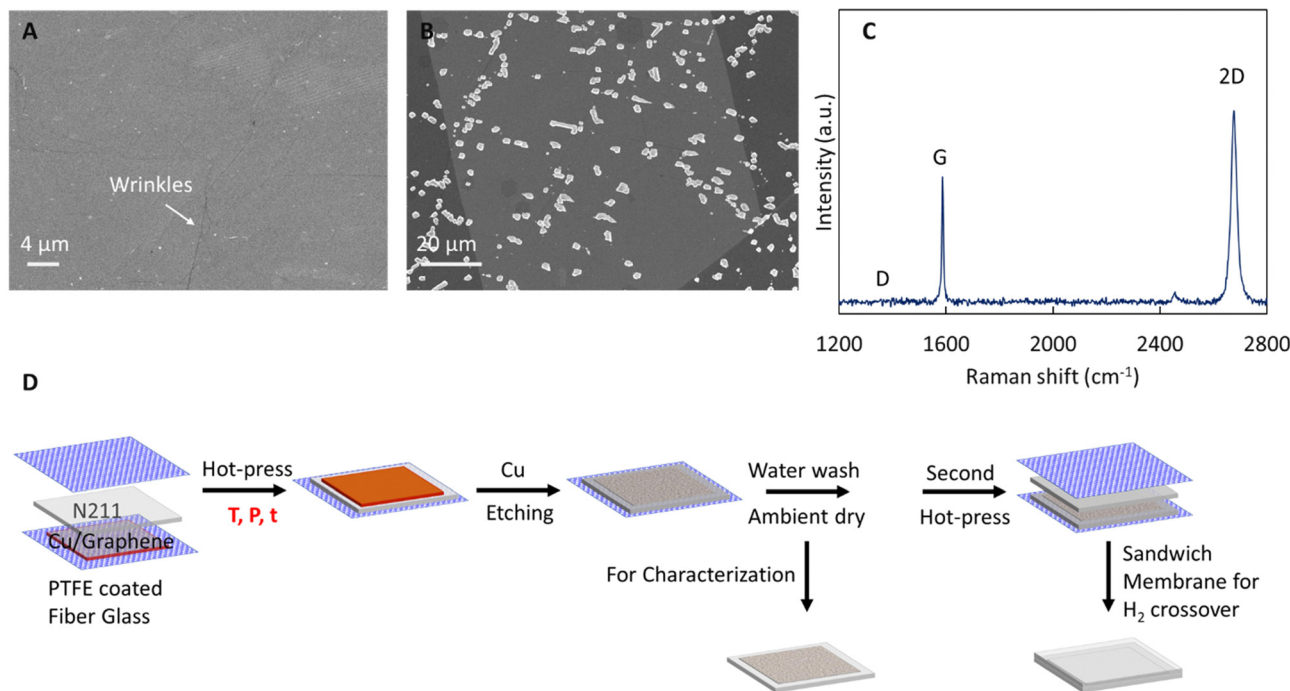 A
Wrinkles
4 μm
B
20 μm
C
Intensity (a.u.)
D
G
2D
1200 1600 2000 2400 2800
Raman shift (cm⁻¹)
D
N211
Cu/Graphene
PTFE coated
Fiber Glass
Hot-press
T, P, t
Cu
Etching
Water wash
Ambient dry
For Characterization
Second
Hot-press
Sandwich
Membrane for
H₂ crossover